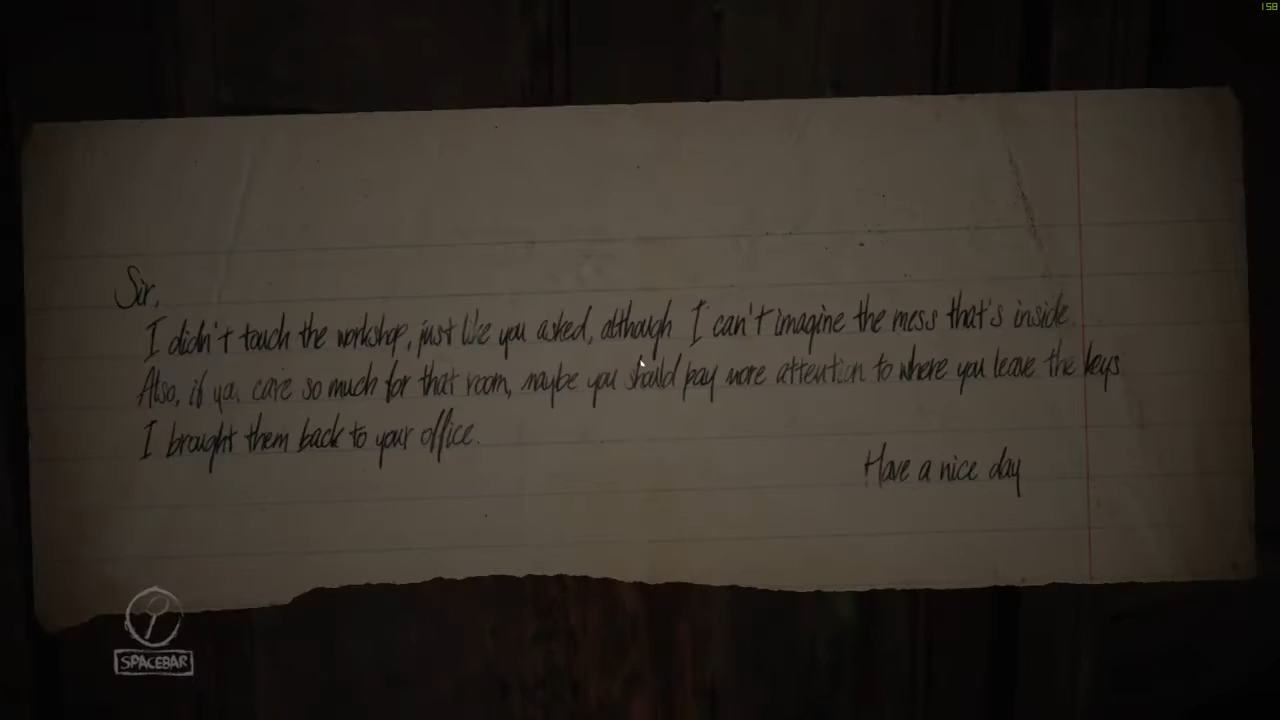 158
Sir,
I didn't touch the workshop, just like you asked, although I can't imagine the mess that's inside.
Also, if you care so much for that room, maybe you should pay more attention to where you leave the keys
I brought them back to your office.
Have a nice day
SPACEBAR